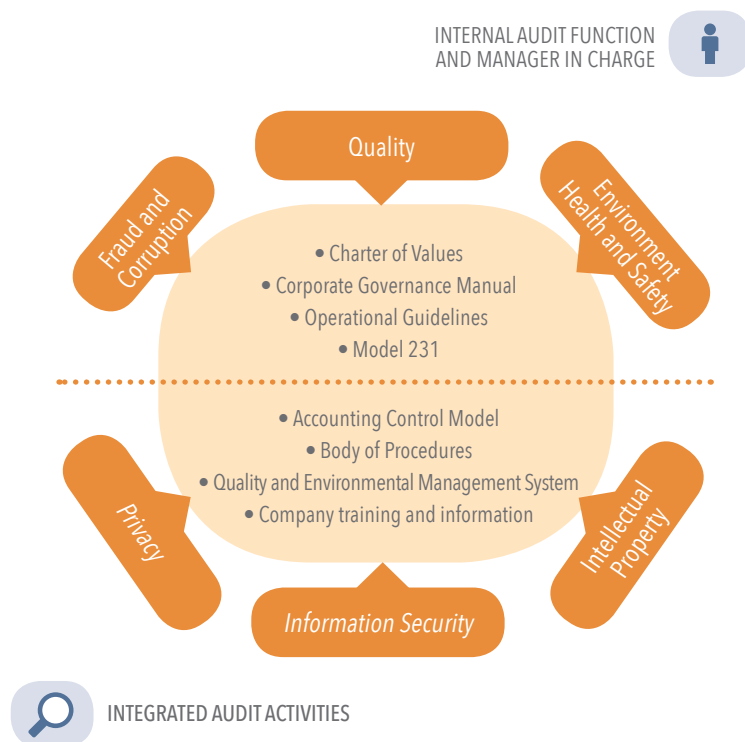 INTERNAL AUDIT FUNCTION
AND MANAGER IN CHARGE
Quality
Fraud and
Corruption
Environment
Health and Safety
• Charter of Values
• Corporate Governance Manual
• Operational Guidelines
• Model 231
• Accounting Control Model
• Body of Procedures
• Quality and Environmental Management System
• Company training and information
Privacy
Intellectual
Property
Information Security
INTEGRATED AUDIT ACTIVITIES